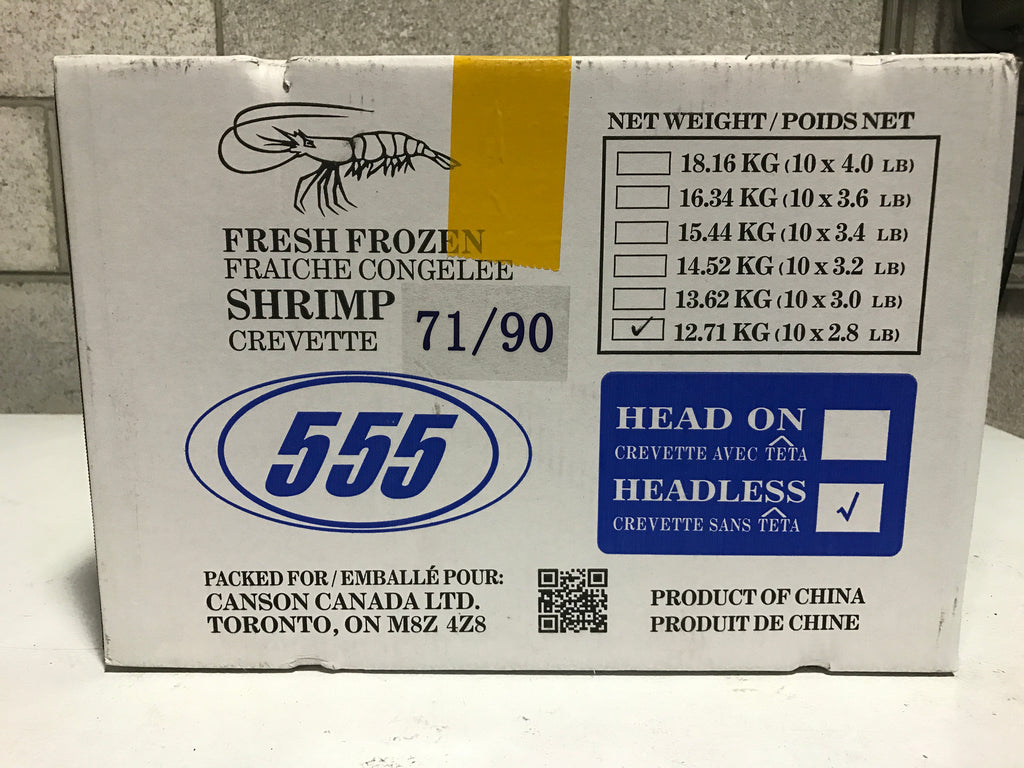 FRESH FROZEN
FRAICHE CONGELEE
SHRIMP
CREVETTE
71/90
555
PACKED FOR / EMBALLÉ POUR:
CANSON CANADA LTD.
TORONTO, ON M8Z 4Z8
NET WEIGHT / POIDS NET
18.16 KG (10 x 4.0 LB)
16.34 KG (10 x 3.6 LB)
15.44 KG (10 x 3.4 LB)
14.52 KG (10 x 3.2 LB)
13.62 KG (10 x 3.0 LB)
✓ 12.71 KG (10 x 2.8 LB)
HEAD ON
CREVETTE AVEC TÊTA
HEADLESS ✓
CREVETTE SANS TÊTA
PRODUCT OF CHINA
PRODUIT DE CHINE